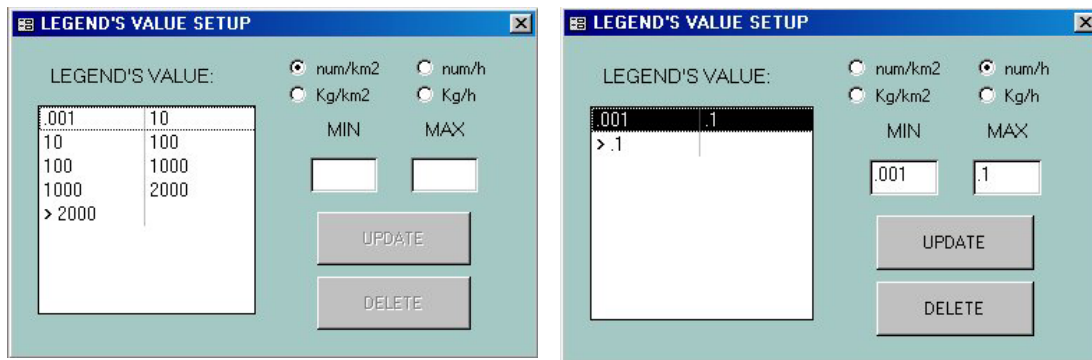 LEGEND'S VALUE SETUP
LEGEND'S VALUE:
num/km2 num/h
Kg/km2 Kg/h
.001 10
10 100
100 1000
1000 2000
> 2000
MIN MAX
UPDATE
DELETE
LEGEND'S VALUE SETUP
LEGEND'S VALUE:
num/km2 num/h
Kg/km2 Kg/h
.001 .1
> .1
MIN MAX
.001 .1
UPDATE
DELETE